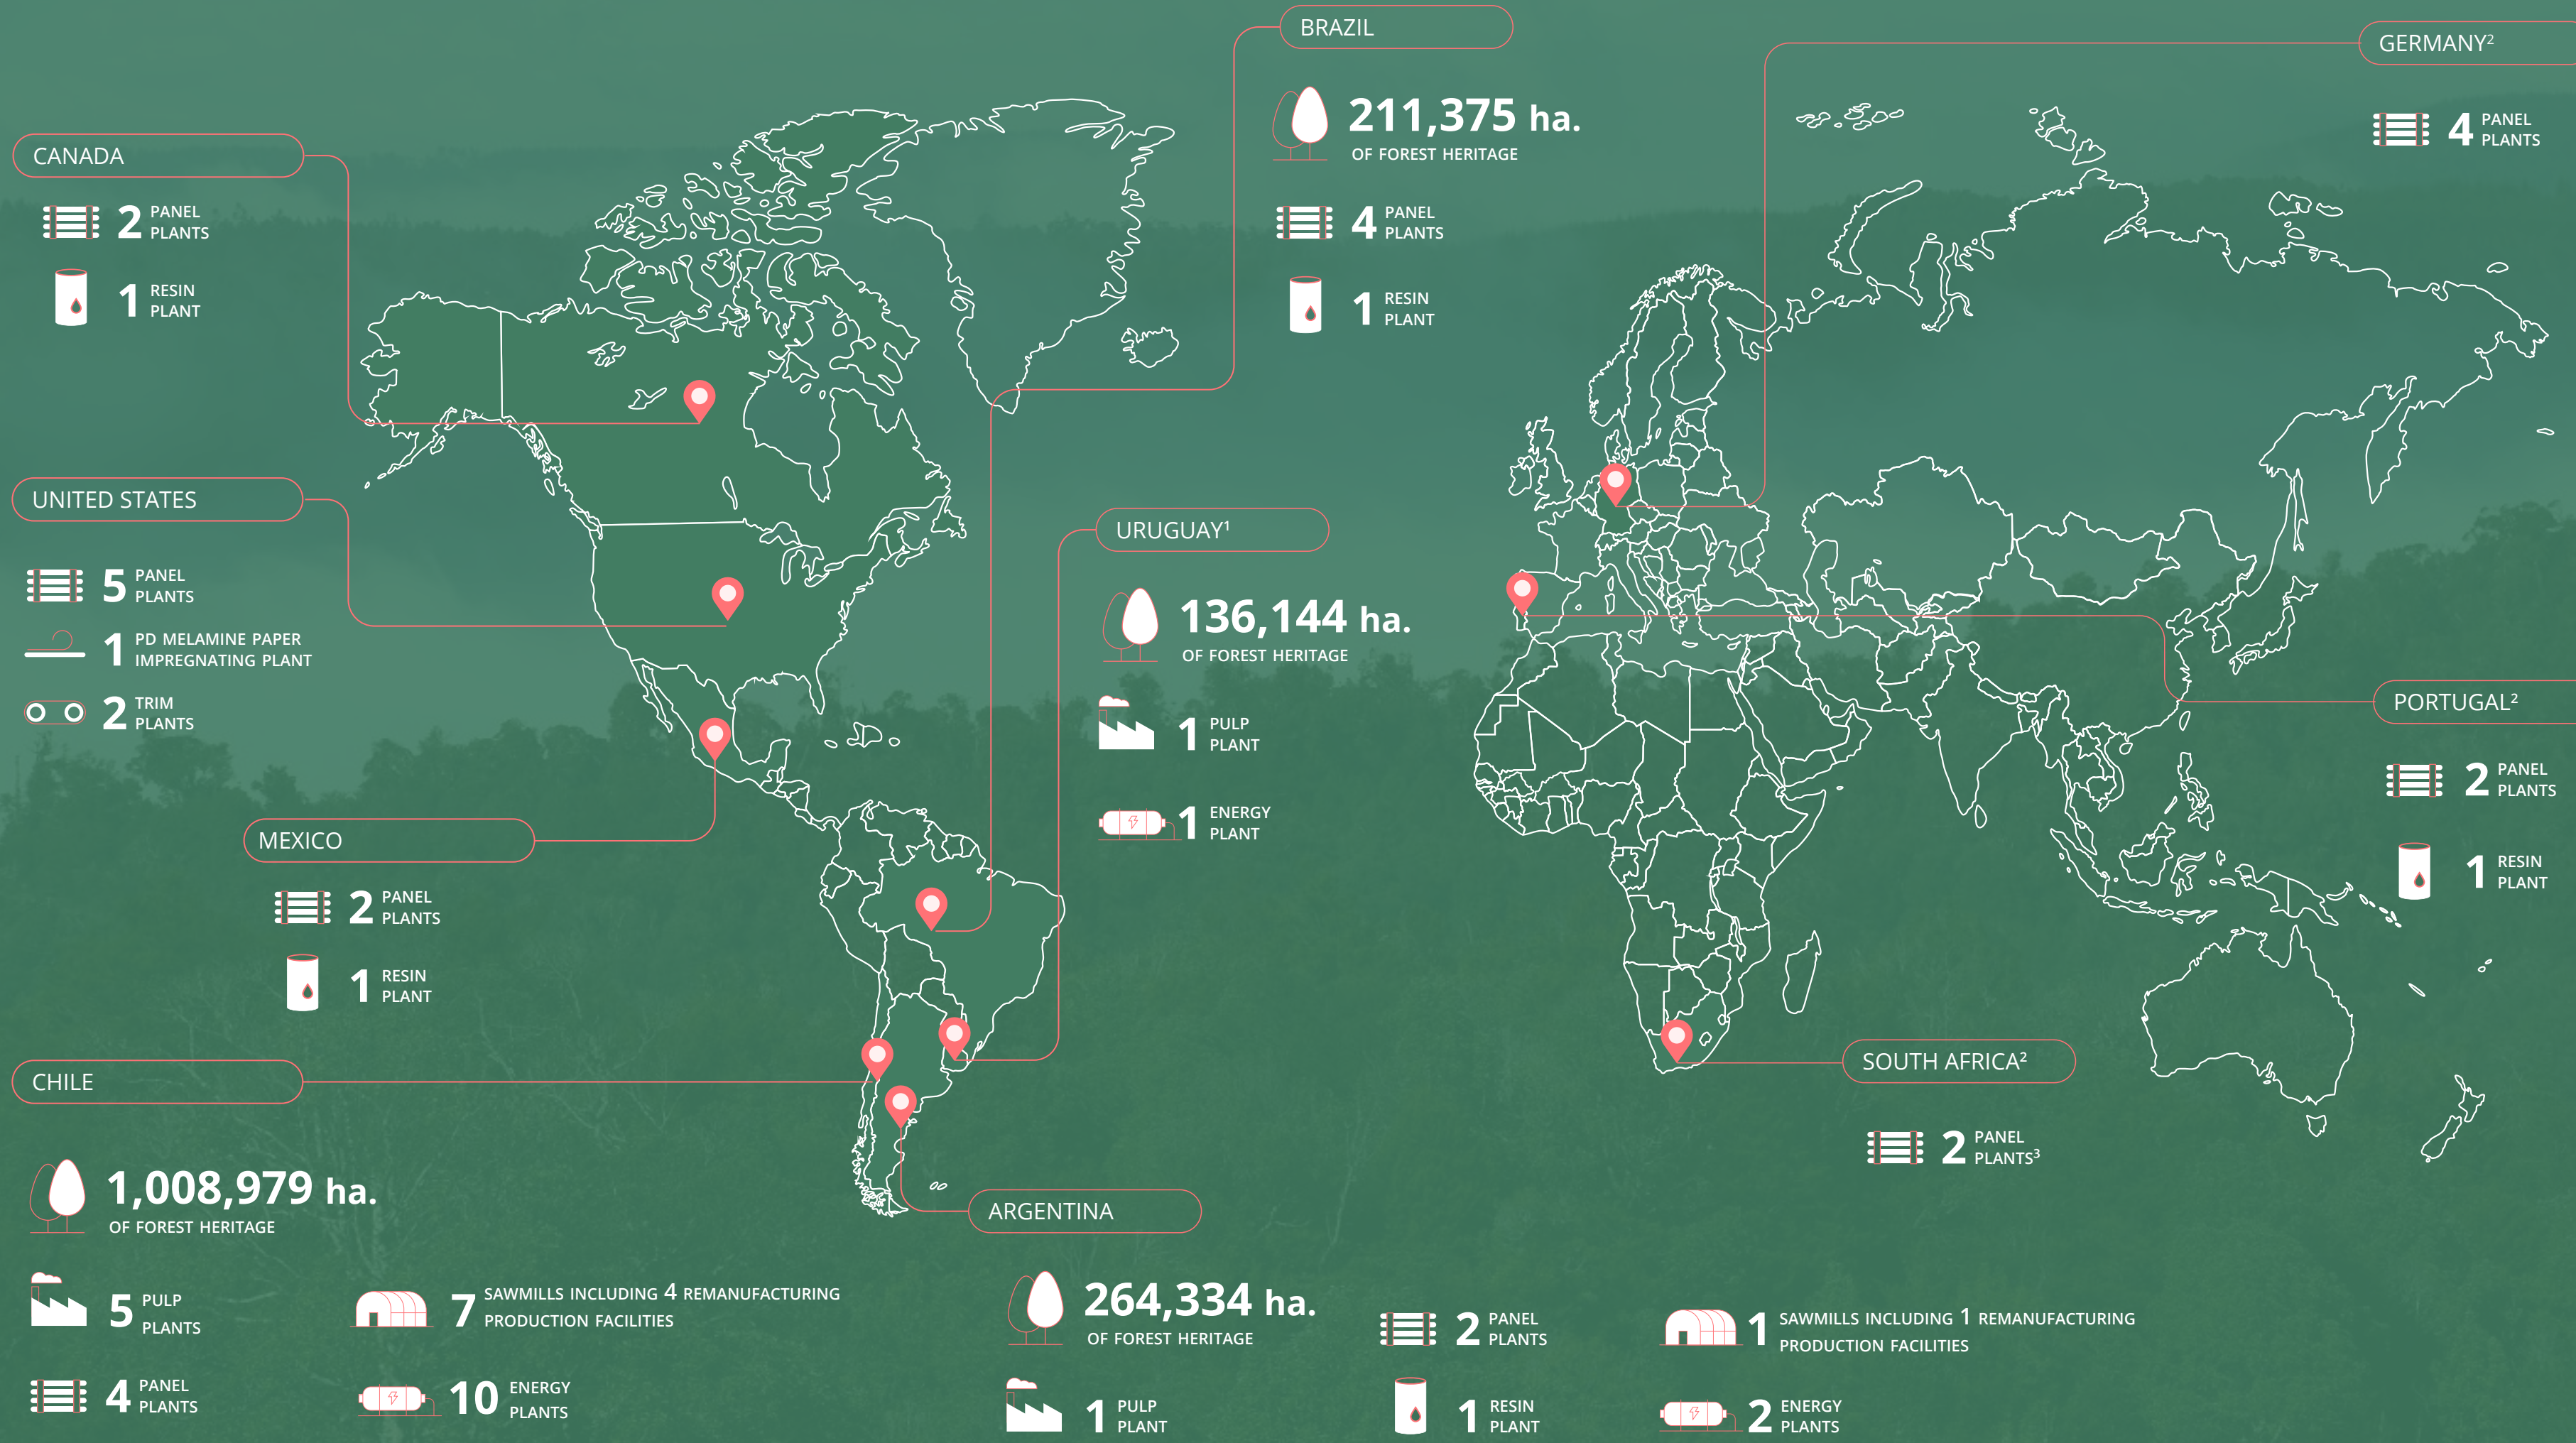 CANADA
2 PANEL
PLANTS
1 RESIN
PLANT
UNITED STATES
5 PANEL
PLANTS
1 PD MELAMINE PAPER
IMPREGNATING PLANT
2 TRIM
PLANTS
MEXICO
2 PANEL
PLANTS
1 RESIN
PLANT
CHILE
1,008,979 ha.
OF FOREST HERITAGE
5 PULP
PLANTS
4 PANEL
PLANTS
7 SAWMILLS INCLUDING 4 REMANUFACTURING
PRODUCTION FACILITIES
10 ENERGY
PLANTS
BRAZIL
211,375 ha.
OF FOREST HERITAGE
4 PANEL
PLANTS
1 RESIN
PLANT
URUGUAY¹
136,144 ha.
OF FOREST HERITAGE
1 PULP
PLANT
1 ENERGY
PLANT
ARGENTINA
264,334 ha.
OF FOREST HERITAGE
1 PULP
PLANT
2 PANEL
PLANTS
1 RESIN
PLANT
1 SAWMILLS INCLUDING 1 REMANUFACTURING
PRODUCTION FACILITIES
2 ENERGY
PLANTS
GERMANY²
4 PANEL
PLANTS
PORTUGAL²
2 PANEL
PLANTS
1 RESIN
PLANT
SOUTH AFRICA²
2 PANEL
PLANTS³